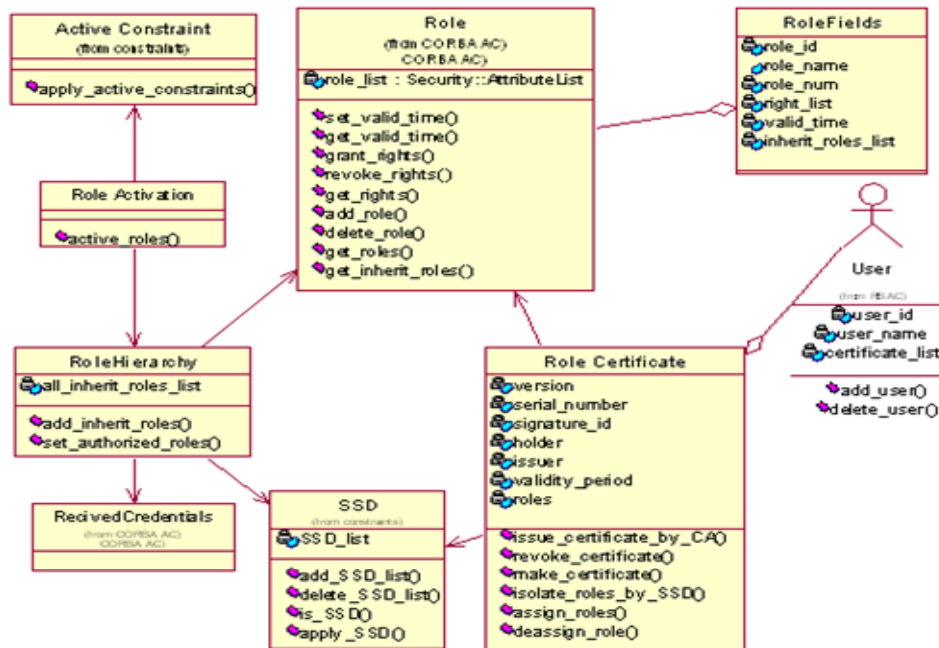 Active Constraint
(from constraints)
apply_active_constraints()
Role Activation
active_roles()
RoleHierarchy
all_inherit_roles_list
add_inherit_roles()
set_authorized_roles()
RecivedCredentials
(from CORBA AC)
CORBA AC)
Role
(from CORBA AC)
CORBA AC)
role_list : Security::AttributeList
set_valid_time()
get_valid_time()
grant_rights()
revoke_rights()
get_rights()
add_role()
delete_role()
get_roles()
get_inherit_roles()
SSD
(from constraints)
SSD_list
add_SSD_list()
delete_SSD_list()
is_SSD()
apply_SSD()
Role Certificate
version
serial_number
signature_id
holder
issuer
validity_period
roles
issue_certificate_by_CA()
revoke_certificate()
make_certificate()
isolate_roles_by_SSD()
assign_roles()
deassign_role()
RoleFields
role_id
role_name
role_num
right_list
valid_time
inherit_roles_list
User
(from RBAC)
user_id
user_name
certificate_list
add_user()
delete_user()